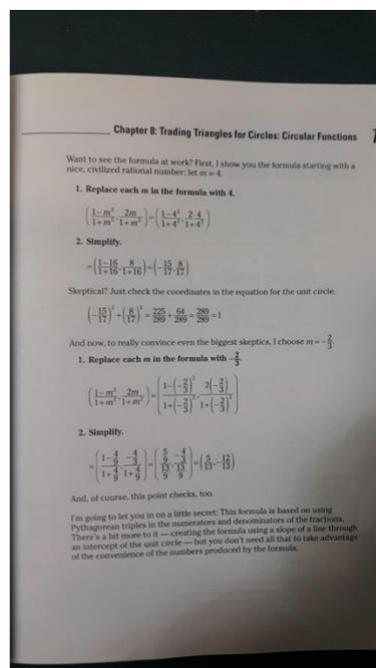 Chapter 8: Trading Triangles for Circles: Circular Functions
Want to see the formula at work? First, I show you the formula starting with a
nice, civilized rational number; let m = 4.
1. Replace each m in the formula with 4.
((1−m²)/(1+m²), 2m/(1+m²)) = ((1−4²)/(1+4²), 2·4/(1+4²))
2. Simplify.
= ((1−16)/(1+16), 8/(1+16)) = (−15/17, 8/17)
Skeptical? Just check the coordinates in the equation for the unit circle.
(−15/17)² + (8/17)² = 225/289 + 64/289 = 289/289 = 1
And now, to really convince even the biggest skeptics, I choose m = −2/3.
1. Replace each m in the formula with −2/3.
((1−m²)/(1+m²), 2m/(1+m²)) = ((1−(−2/3)²)/(1+(−2/3)²), 2(−2/3)/(1+(−2/3)²))
2. Simplify.
= ((1−4/9)/(1+4/9), (−4/3)/(1+4/9)) = ((5/9)/(13/9), (−4/3)/(13/9)) = (5/13, −12/13)
And, of course, this point checks, too.
I'm going to let you in on a little secret: This formula is based on using
Pythagorean triples in the numerators and denominators of the fractions.
There's a bit more to it — creating the formula using a slope of a line through
an intercept of the unit circle — but you don't need all that to take advantage
of the convenience of the numbers produced by the formula.